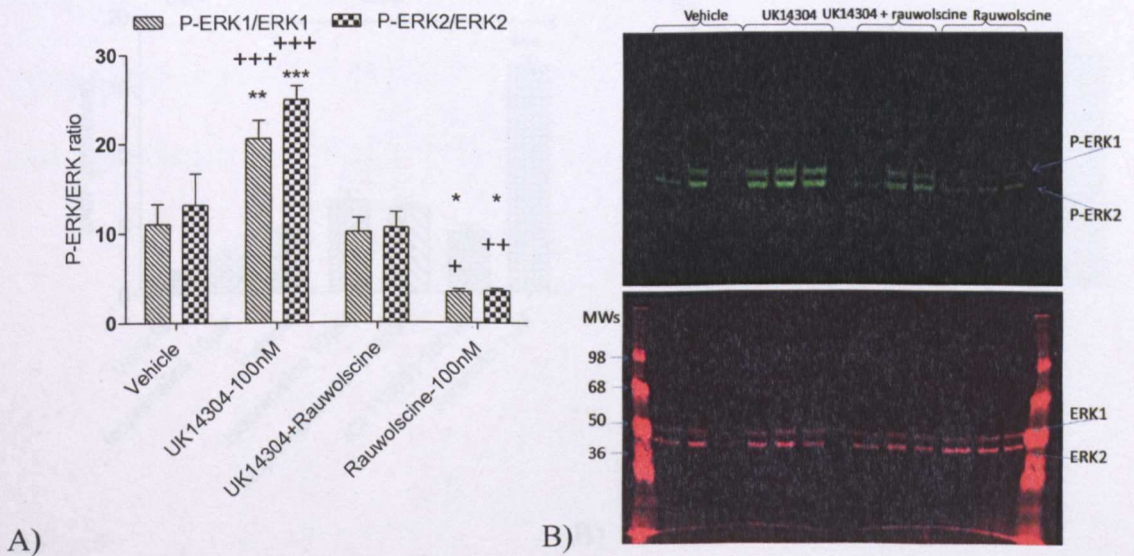 P-ERK1/ERK1 P-ERK2/ERK2
P-ERK/ERK ratio
30
20
10
0
+++ +++
** ***
* *
+ ++
Vehicle
UK14304-100nM
UK14304+Rauwolscine
Rauwolscine-100nM
A)
Vehicle UK14304 UK14304 + rauwolscine Rauwolscine
P-ERK1
P-ERK2
MWs
98
68
50
36
ERK1
ERK2
B)